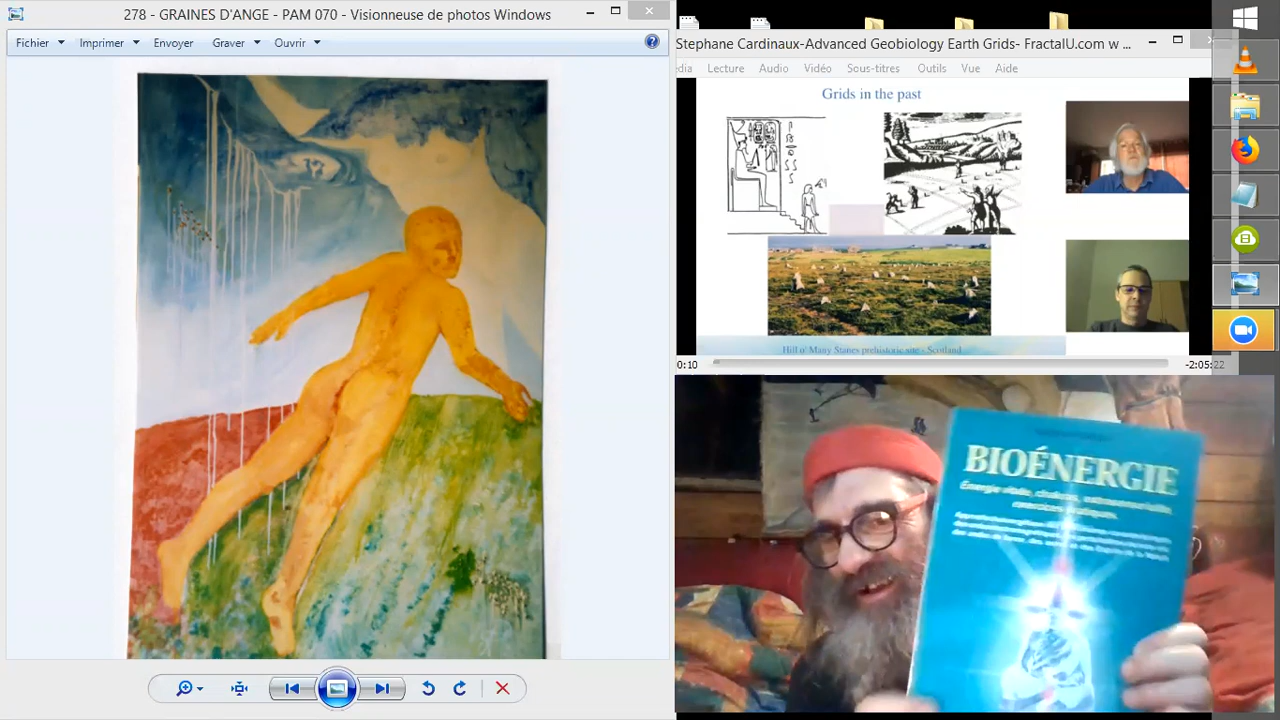 278 - GRAINES D'ANGE - PAM 070 - Visionneuse de photos Windows
Fichier
Imprimer
Envoyer
Graver
Ouvrir
Stephane Cardinaux-Advanced Geobiology Earth Grids- FractalU.com w ...
Lecture
Audio
Vidéo
Sous-titres
Outils
Vue
Aide
Grids in the past
Hill o' Many Stanes prehistoric site - Scotland
0:10
-2:05:22
BIOÉNERGIE